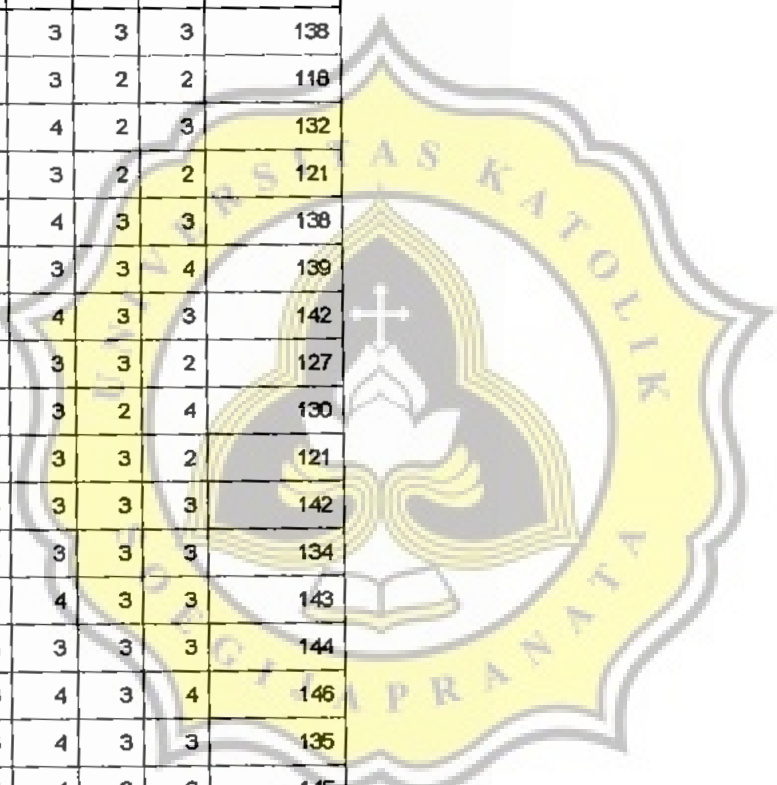 3 3 3 138
3 2 2 118
4 2 3 132
3 2 2 121
4 3 3 138
3 3 4 139
4 3 3 142
3 3 2 127
3 2 4 130
3 3 2 121
3 3 3 142
3 3 3 134
4 3 3 143
3 3 3 144
4 3 4 146
4 3 3 135
UNIVERSITAS KATOLIK
SOEGIJAPRANATA